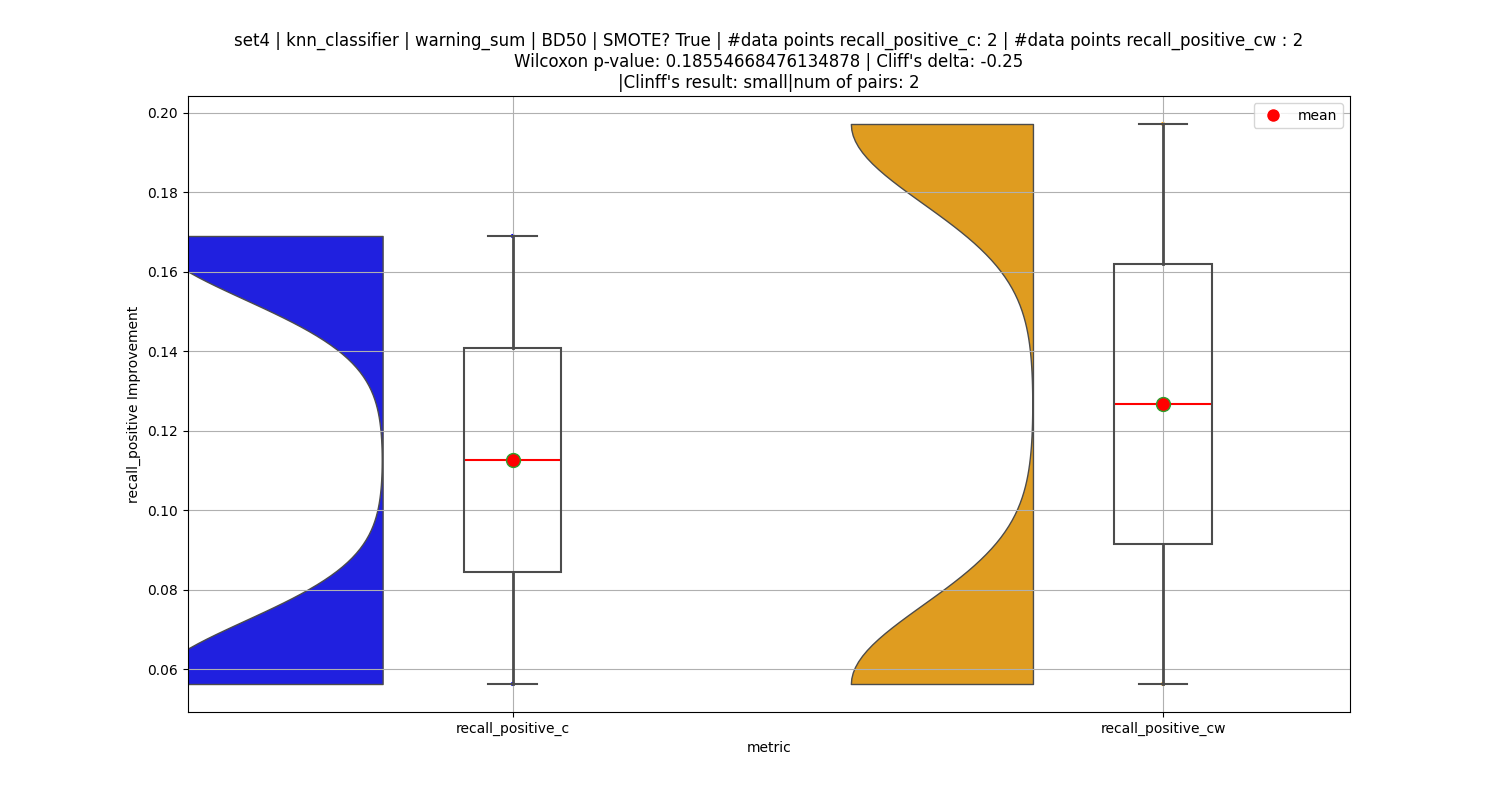 set4 | knn_classifier | warning_sum | BD50 | SMOTE? True | #data points recall_positive_c: 2 | #data points recall_positive_cw : 2
Wilcoxon p-value: 0.18554668476134878 | Cliff's delta: -0.25
|Clinff's result: small|num of pairs: 2
mean
0.20
0.18
0.16
0.14
0.12
0.10
0.08
0.06
recall_positive Improvement
recall_positive_c
recall_positive_cw
metric